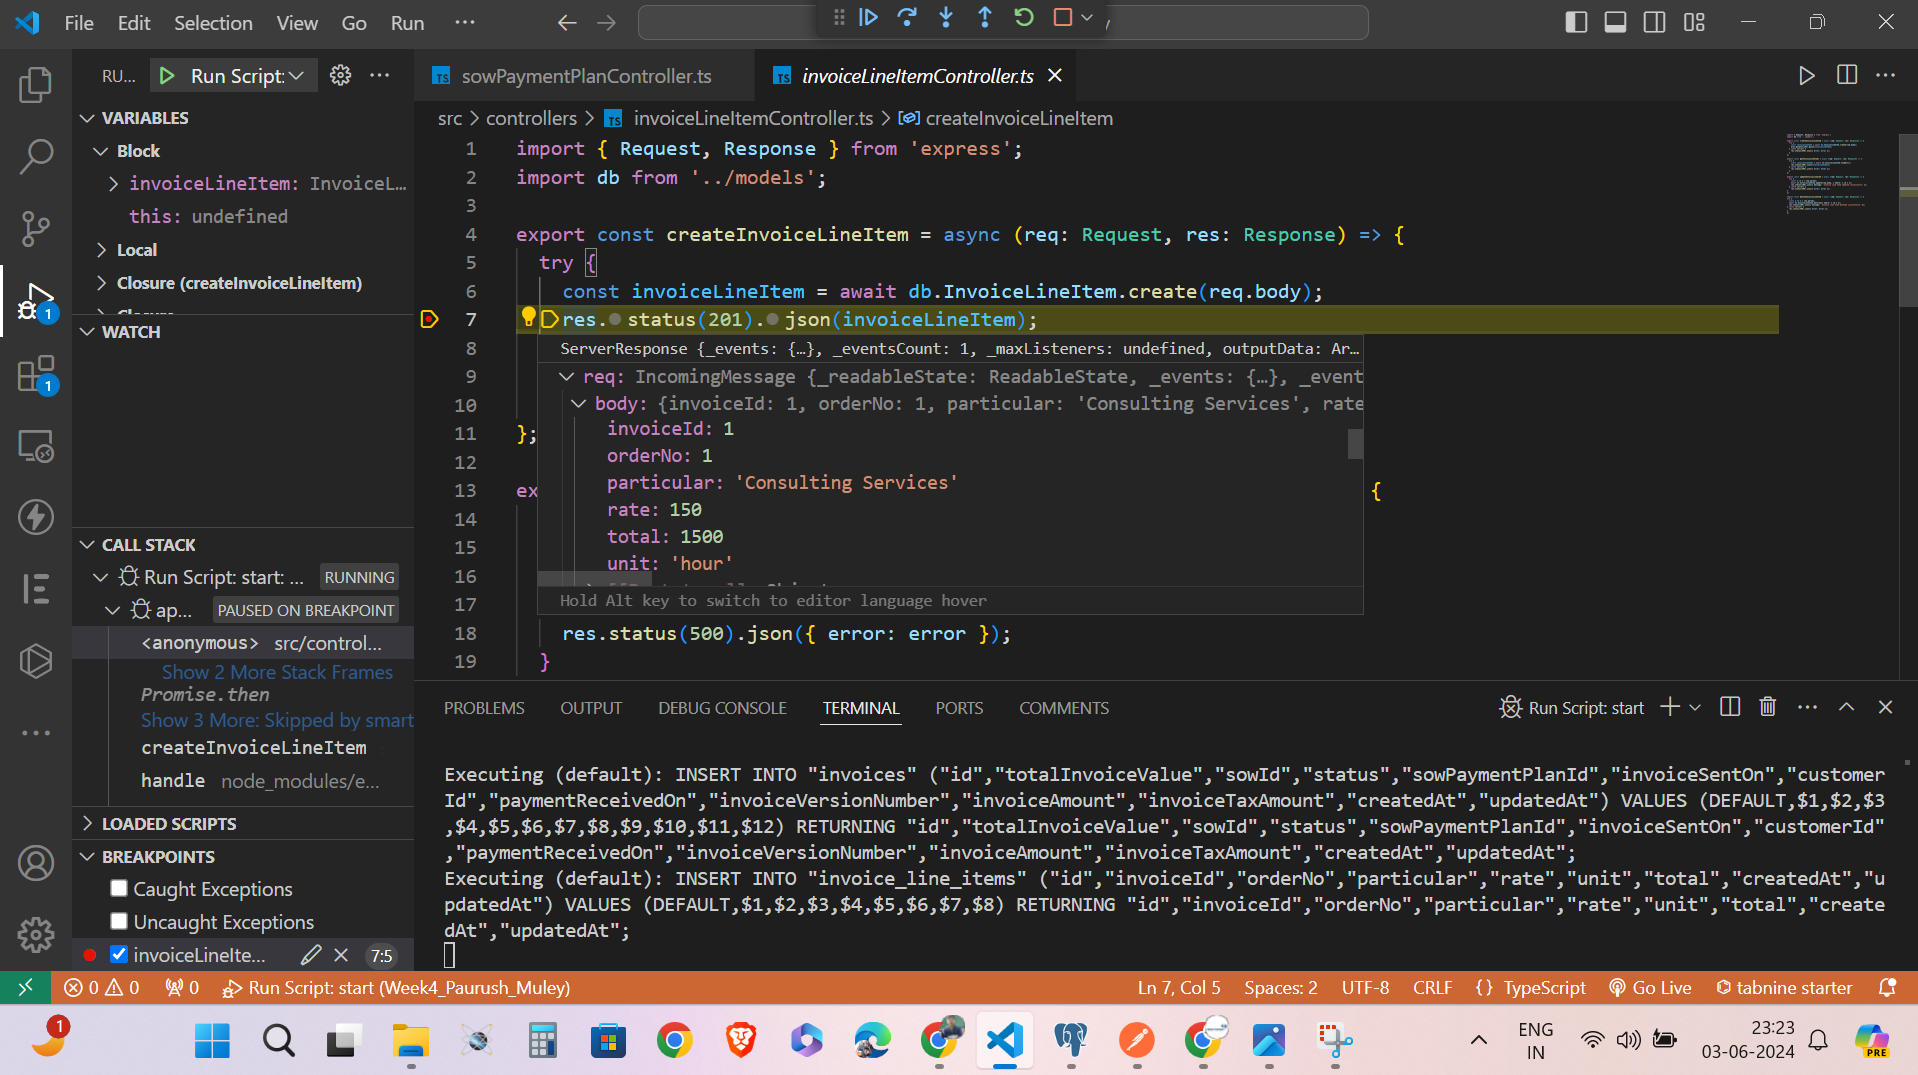 File Edit Selection View Go Run ···
RU... Run Script: ···
VARIABLES
Block
invoiceLineItem: InvoiceL...
this: undefined
Local
Closure (createInvoiceLineItem)
WATCH
CALL STACK
Run Script: start: ... RUNNING
ap... PAUSED ON BREAKPOINT
<anonymous> src/control...
Show 2 More Stack Frames
Promise.then
Show 3 More: Skipped by smart
createInvoiceLineItem
handle node_modules/e...
LOADED SCRIPTS
BREAKPOINTS
Caught Exceptions
Uncaught Exceptions
invoiceLineIte... 7:5
1
1
TS sowPaymentPlanController.ts TS invoiceLineItemController.ts
src > controllers > TS invoiceLineItemController.ts > createInvoiceLineItem
1 import { Request, Response } from 'express';
2 import db from '../models';
3
4 export const createInvoiceLineItem = async (req: Request, res: Response) => {
5 try {
6 const invoiceLineItem = await db.InvoiceLineItem.create(req.body);
7 res.status(201).json(invoiceLineItem);
8 ServerResponse {_events: {…}, _eventsCount: 1, _maxListeners: undefined, outputData: Ar…
9 req: IncomingMessage {_readableState: ReadableState, _events: {…}, _event
10 body: {invoiceId: 1, orderNo: 1, particular: 'Consulting Services', rate
invoiceId: 1
11 };
orderNo: 1
12
particular: 'Consulting Services'
13 ex {
rate: 150
14
total: 1500
15
unit: 'hour'
16
17 Hold Alt key to switch to editor language hover
18 res.status(500).json({ error: error });
19 }
PROBLEMS OUTPUT DEBUG CONSOLE TERMINAL PORTS COMMENTS Run Script: start
Executing (default): INSERT INTO "invoices" ("id","totalInvoiceValue","sowId","status","sowPaymentPlanId","invoiceSentOn","customer
Id","paymentReceivedOn","invoiceVersionNumber","invoiceAmount","invoiceTaxAmount","createdAt","updatedAt") VALUES (DEFAULT,$1,$2,$3
,$4,$5,$6,$7,$8,$9,$10,$11,$12) RETURNING "id","totalInvoiceValue","sowId","status","sowPaymentPlanId","invoiceSentOn","customerId"
,"paymentReceivedOn","invoiceVersionNumber","invoiceAmount","invoiceTaxAmount","createdAt","updatedAt";
Executing (default): INSERT INTO "invoice_line_items" ("id","invoiceId","orderNo","particular","rate","unit","total","createdAt","u
pdatedAt") VALUES (DEFAULT,$1,$2,$3,$4,$5,$6,$7,$8) RETURNING "id","invoiceId","orderNo","particular","rate","unit","total","create
dAt","updatedAt";
0 0 0 Run Script: start (Week4_Paurush_Muley) Ln 7, Col 5 Spaces: 2 UTF-8 CRLF {} TypeScript Go Live tabnine starter
1 ENG 23:23
IN 03-06-2024 PRE